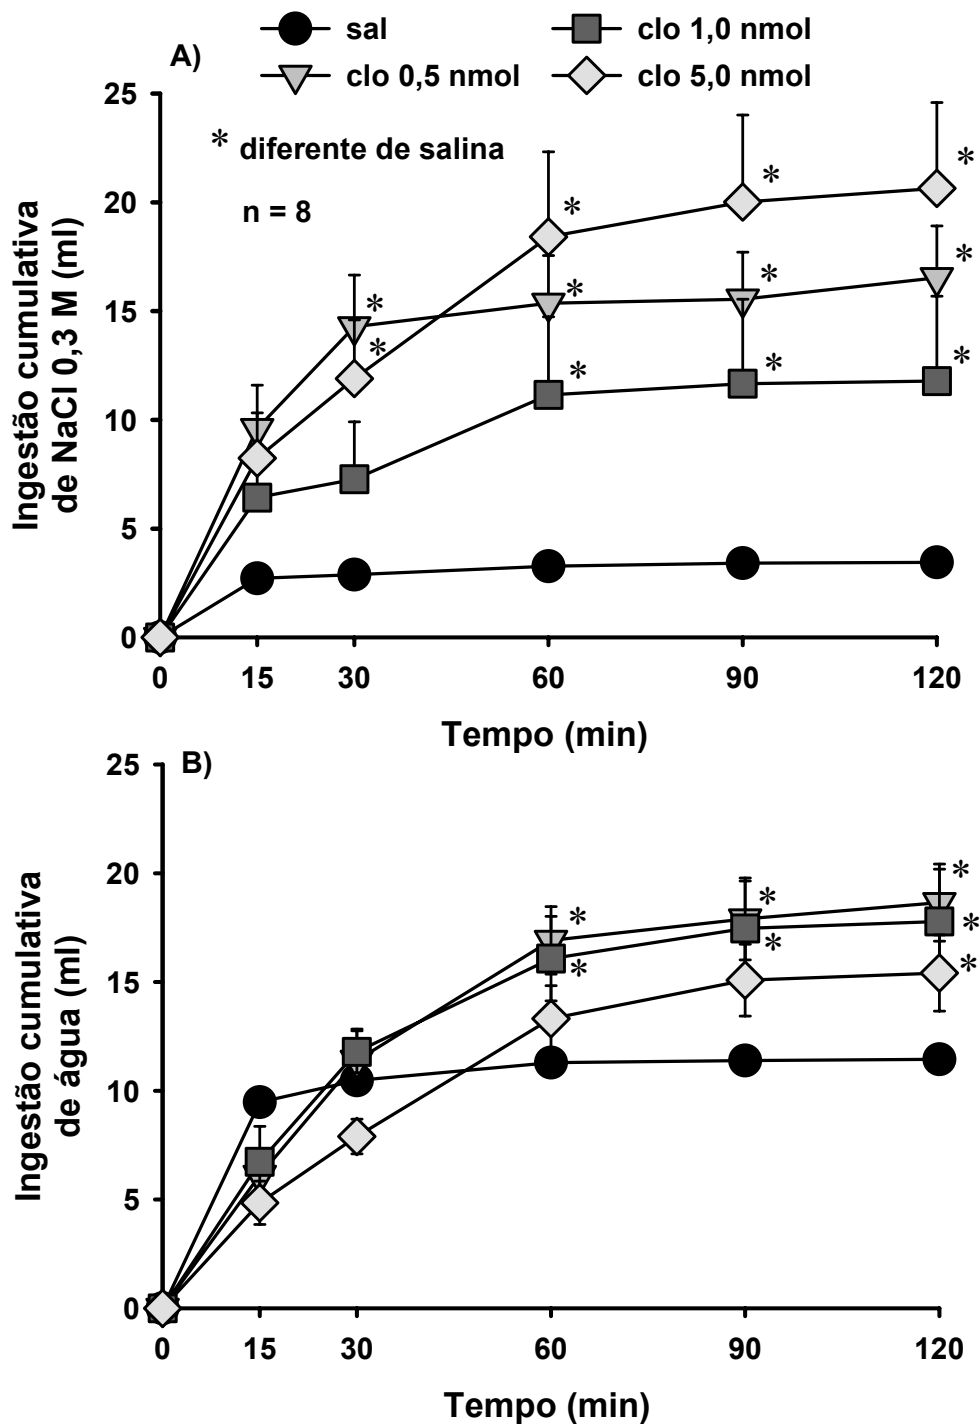 sal
clo 1,0 nmol
A)
clo 0,5 nmol
clo 5,0 nmol
25
* diferente de salina
20
n = 8
Ingestão cumulativa
de NaCl 0,3 M (ml)
* * *
* * * *
* * * *
15
10
5
0
0 15 30 60 90 120
Tempo (min)
B)
25
20
Ingestão cumulativa
de água (ml)
* * *
* * *
*
15
10
5
0
0 15 30 60 90 120
Tempo (min)